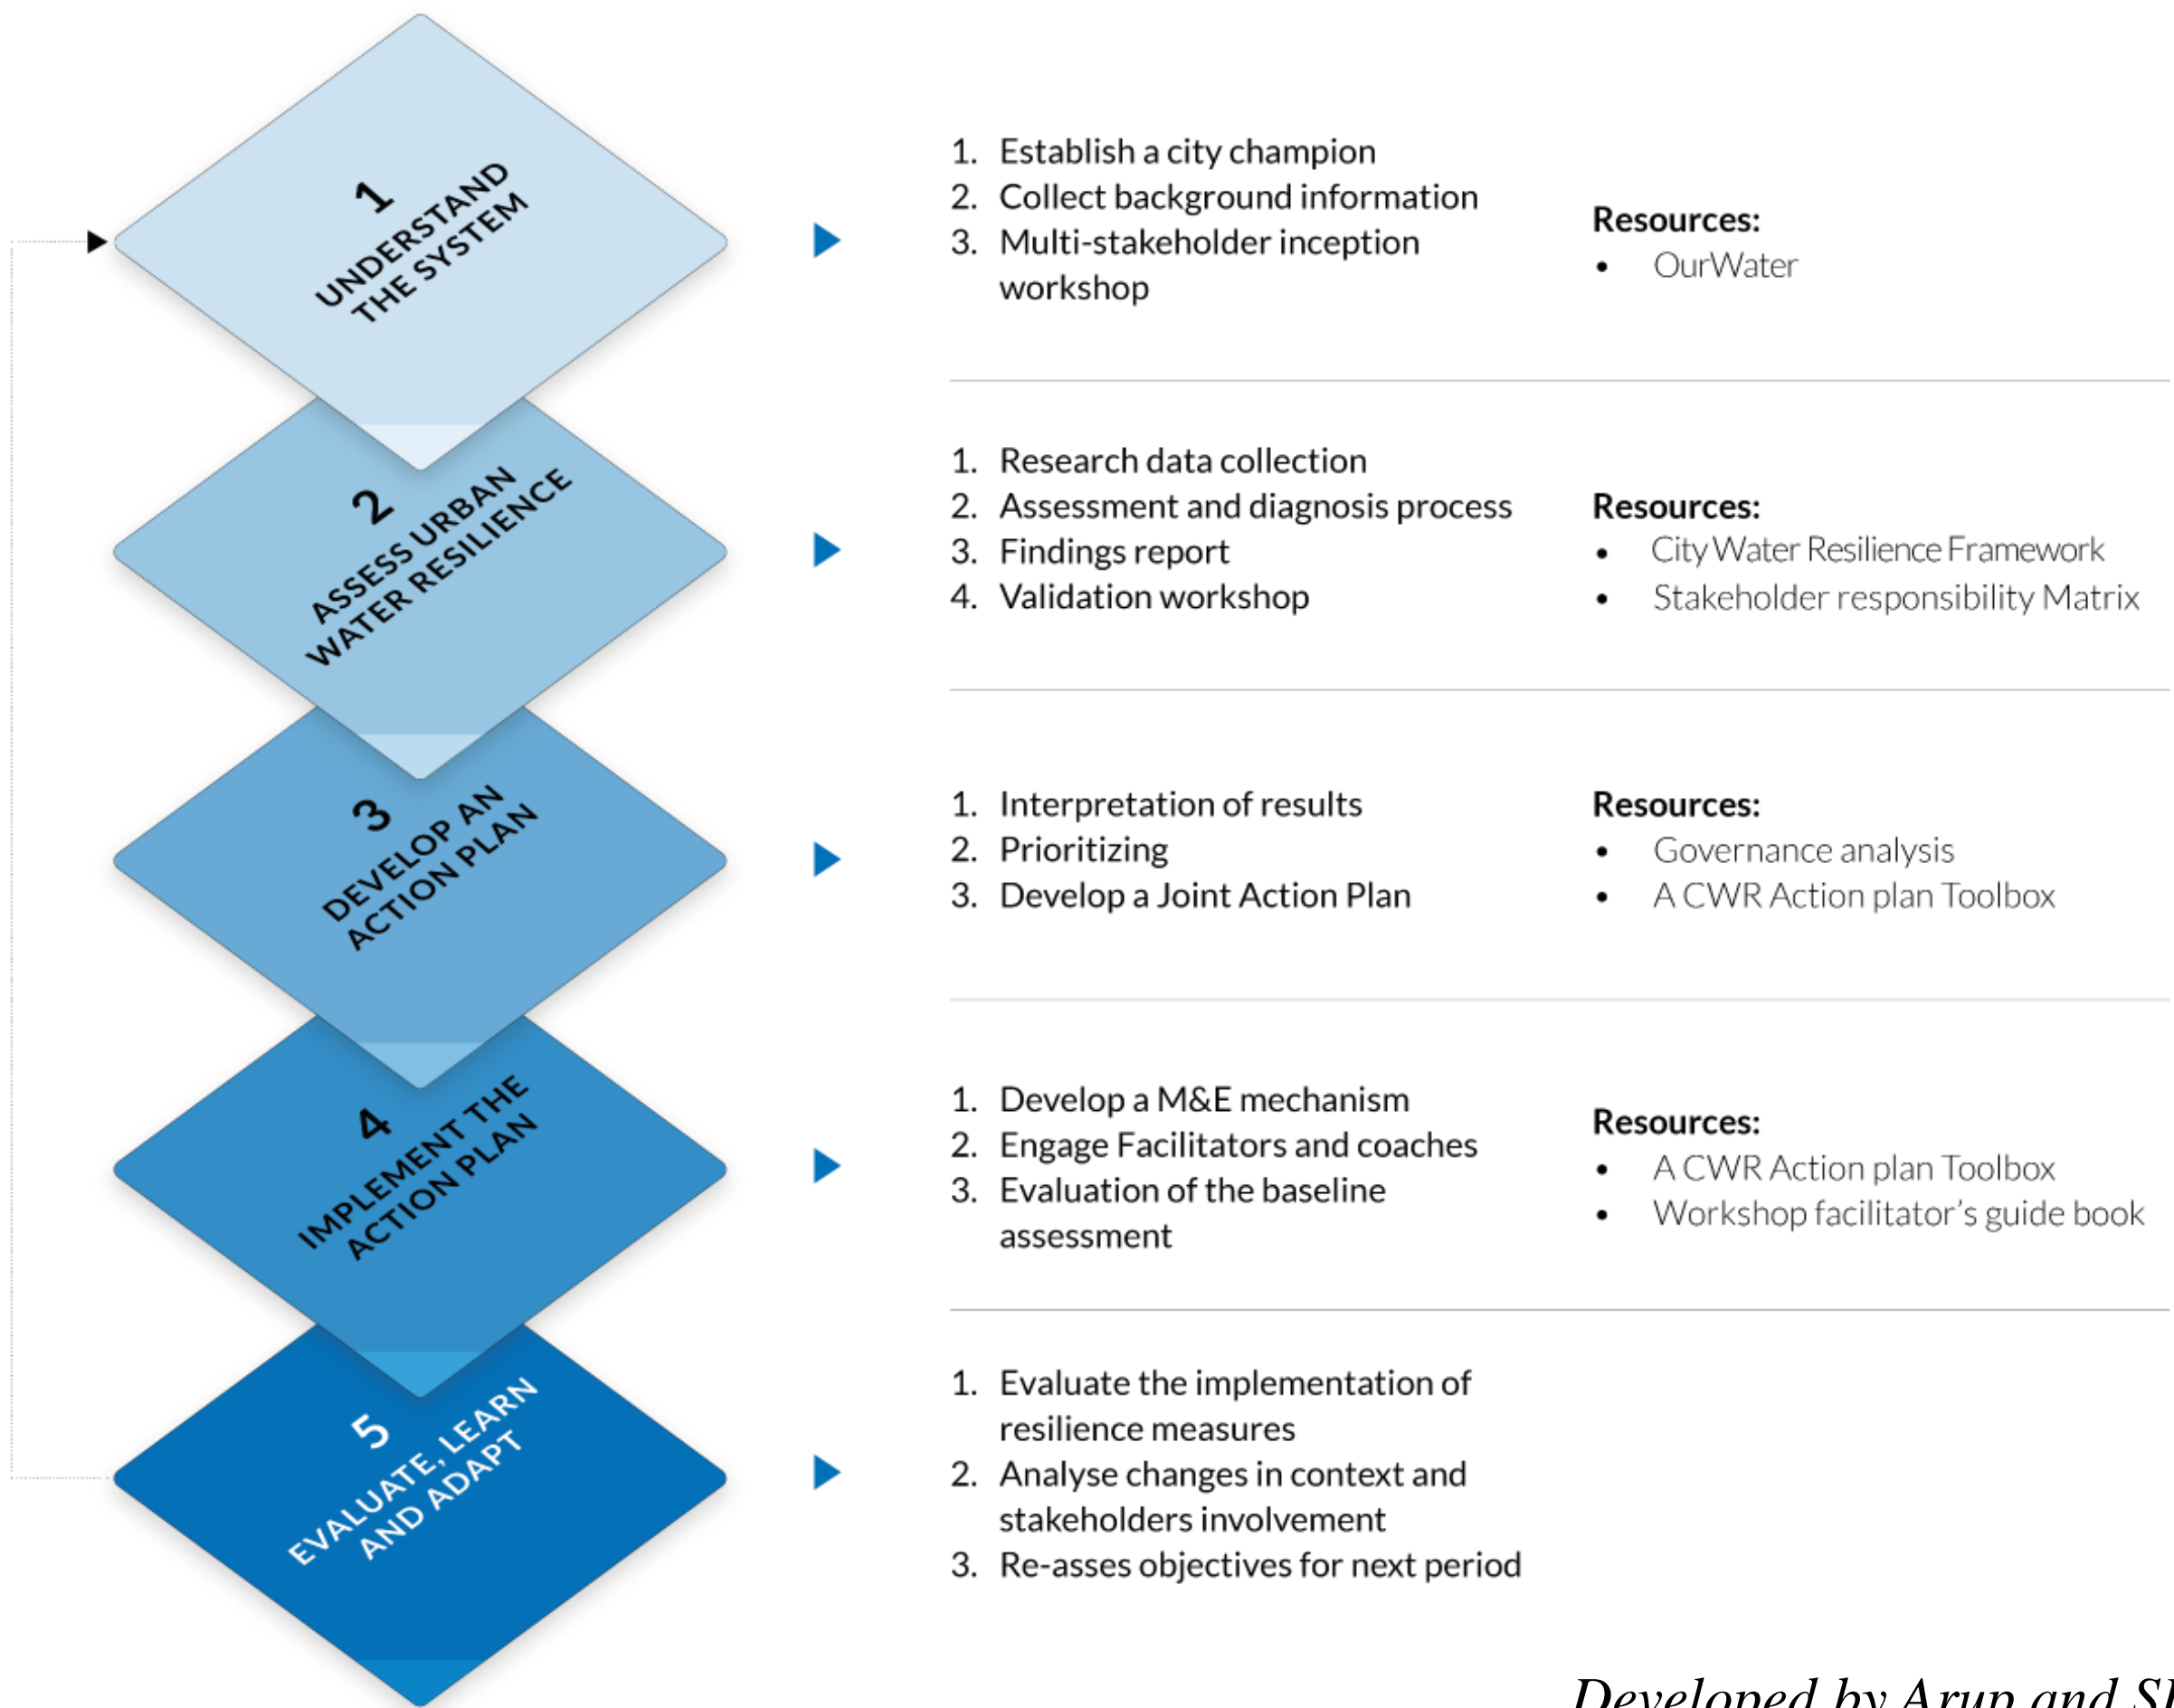 1
UNDERSTAND
THE SYSTEM
1. Establish a city champion
2. Collect background information
3. Multi-stakeholder inception
workshop
Resources:
• OurWater
2
ASSESS URBAN
WATER RESILIENCE
1. Research data collection
2. Assessment and diagnosis process
3. Findings report
4. Validation workshop
Resources:
• City Water Resilience Framework
• Stakeholder responsibility Matrix
3
DEVELOP AN
ACTION PLAN
1. Interpretation of results
2. Prioritizing
3. Develop a Joint Action Plan
Resources:
• Governance analysis
• A CWR Action plan Toolbox
4
IMPLEMENT THE
ACTION PLAN
1. Develop a M&E mechanism
2. Engage Facilitators and coaches
3. Evaluation of the baseline
assessment
Resources:
• A CWR Action plan Toolbox
• Workshop facilitator’s guide book
5
EVALUATE, LEARN
AND ADAPT
1. Evaluate the implementation of
resilience measures
2. Analyse changes in context and
stakeholders involvement
3. Re-asses objectives for next period
Developed by Arup and